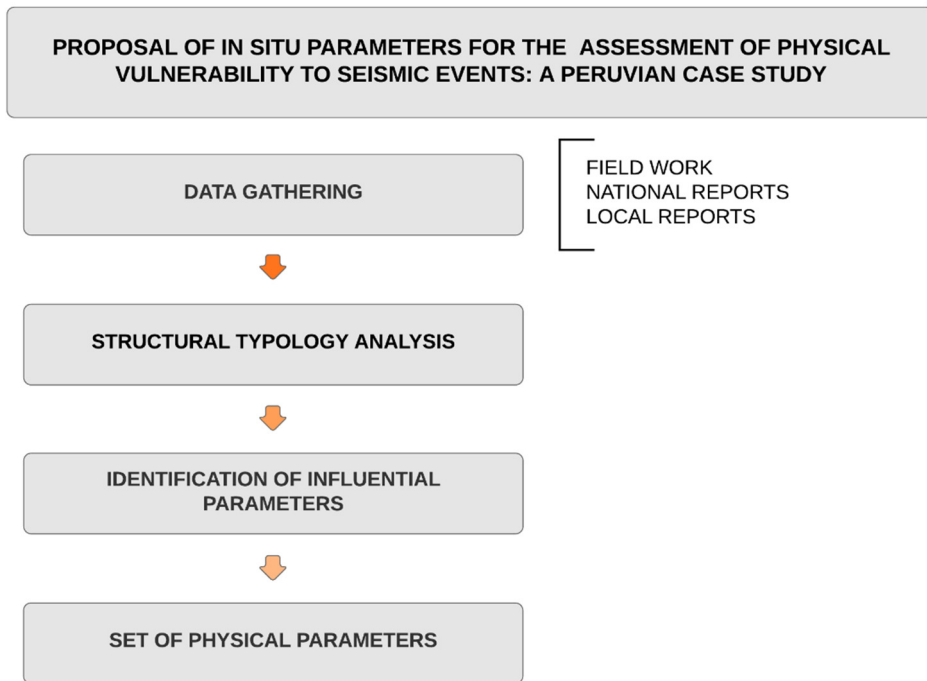 PROPOSAL OF IN SITU PARAMETERS FOR THE ASSESSMENT OF PHYSICAL
VULNERABILITY TO SEISMIC EVENTS: A PERUVIAN CASE STUDY
DATA GATHERING
FIELD WORK
NATIONAL REPORTS
LOCAL REPORTS
STRUCTURAL TYPOLOGY ANALYSIS
IDENTIFICATION OF INFLUENTIAL
PARAMETERS
SET OF PHYSICAL PARAMETERS